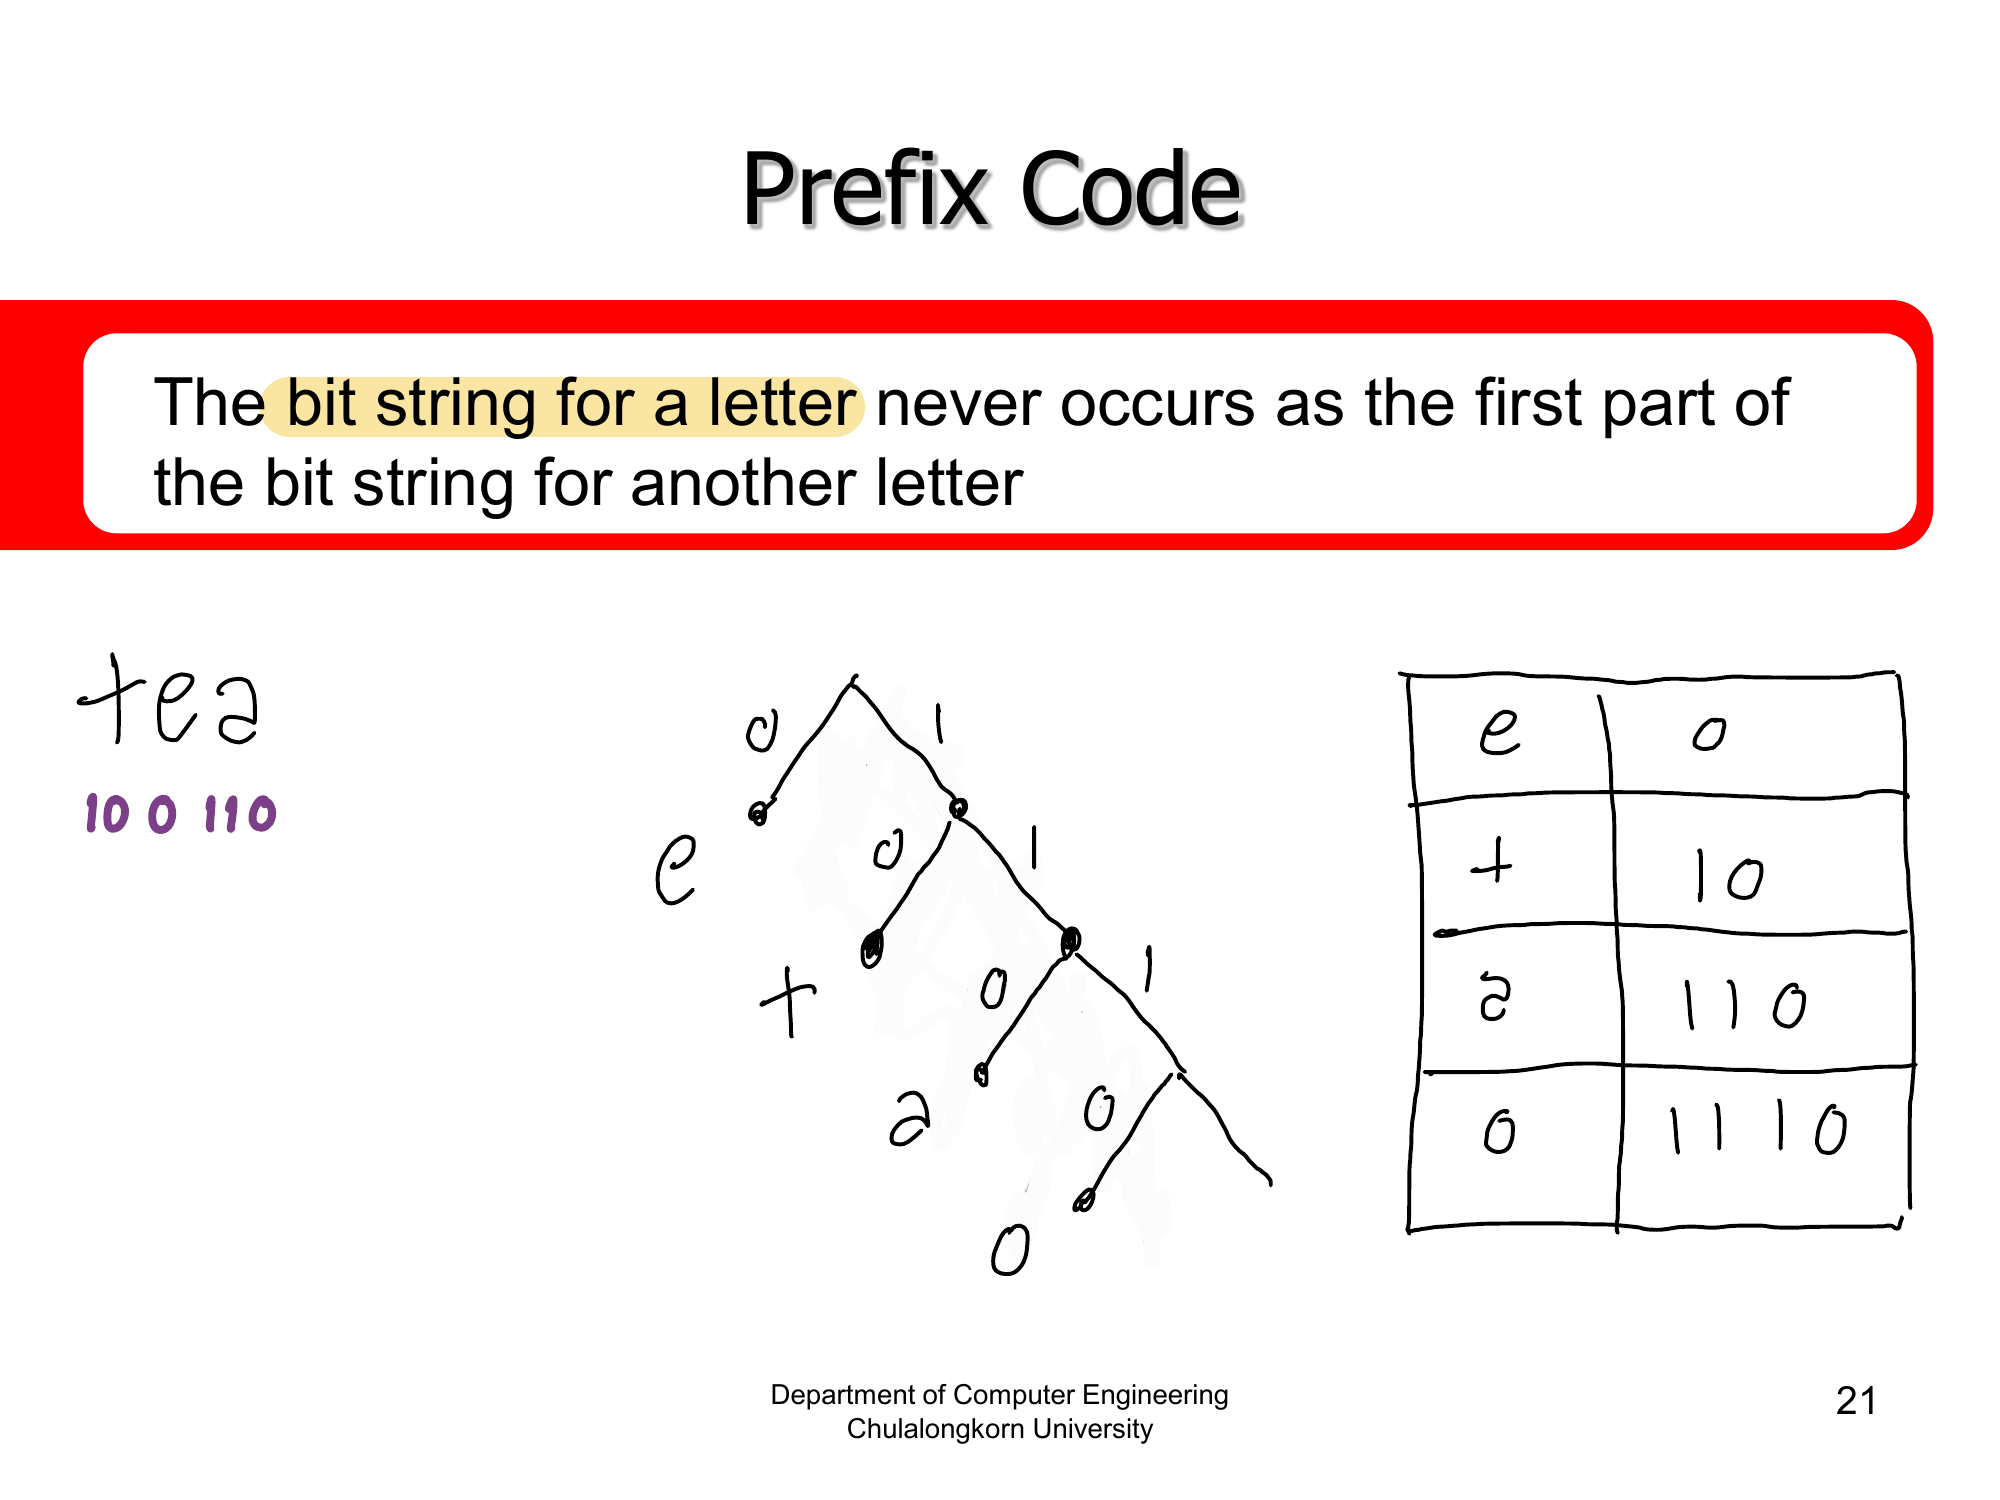 Prefix Code
The bit string for a letter never occurs as the first part of
the bit string for another letter
tea
10 0 110
0 1
e
0 1
t
0 1
a
0
o
e 0
t 10
a 110
o 1110
Department of Computer Engineering
Chulalongkorn University
21